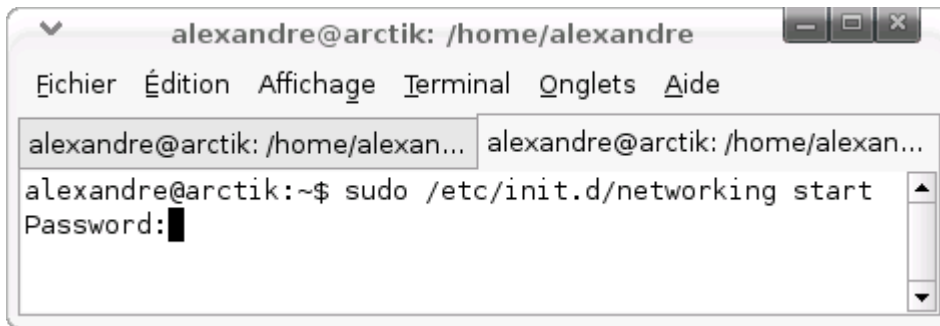 alexandre@arctik: /home/alexandre
Fichier Édition Affichage Terminal Onglets Aide
alexandre@arctik: /home/alexan... alexandre@arctik: /home/alexan...
alexandre@arctik:~$ sudo /etc/init.d/networking start
Password: